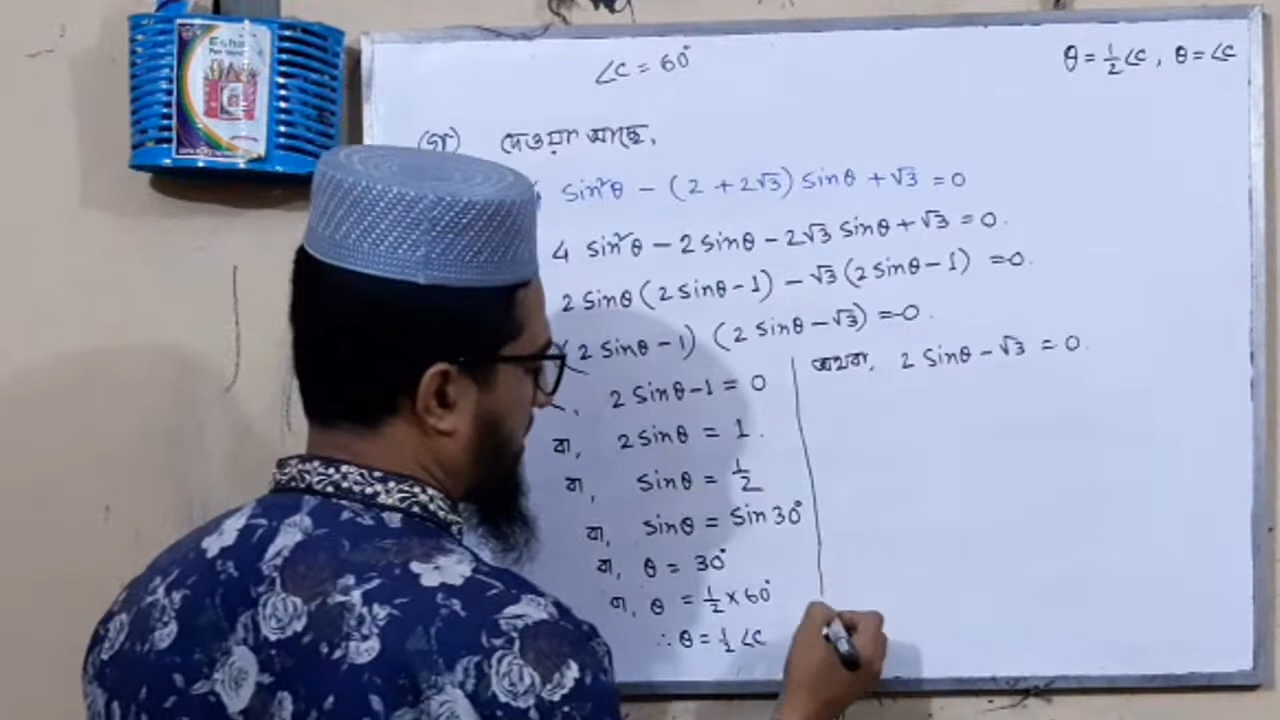 ∠C = 60°
θ = ½∠C, θ = ∠C
(গ) দেওয়া আছে,
sin²θ − (2 + 2√3) sinθ + √3 = 0
4 sin²θ − 2 sinθ − 2√3 sinθ + √3 = 0.
2 sinθ (2 sinθ − 1) − √3 (2 sinθ − 1) = 0.
(2 sinθ − 1) (2 sinθ − √3) = 0.
, 2 sinθ − 1 = 0
অথবা, 2 sinθ − √3 = 0.
বা, 2 sinθ = 1.
বা, sinθ = ½
বা, sinθ = sin 30°
বা, θ = 30°
বা, θ = ½ × 60°
∴ θ = ½ ∠C